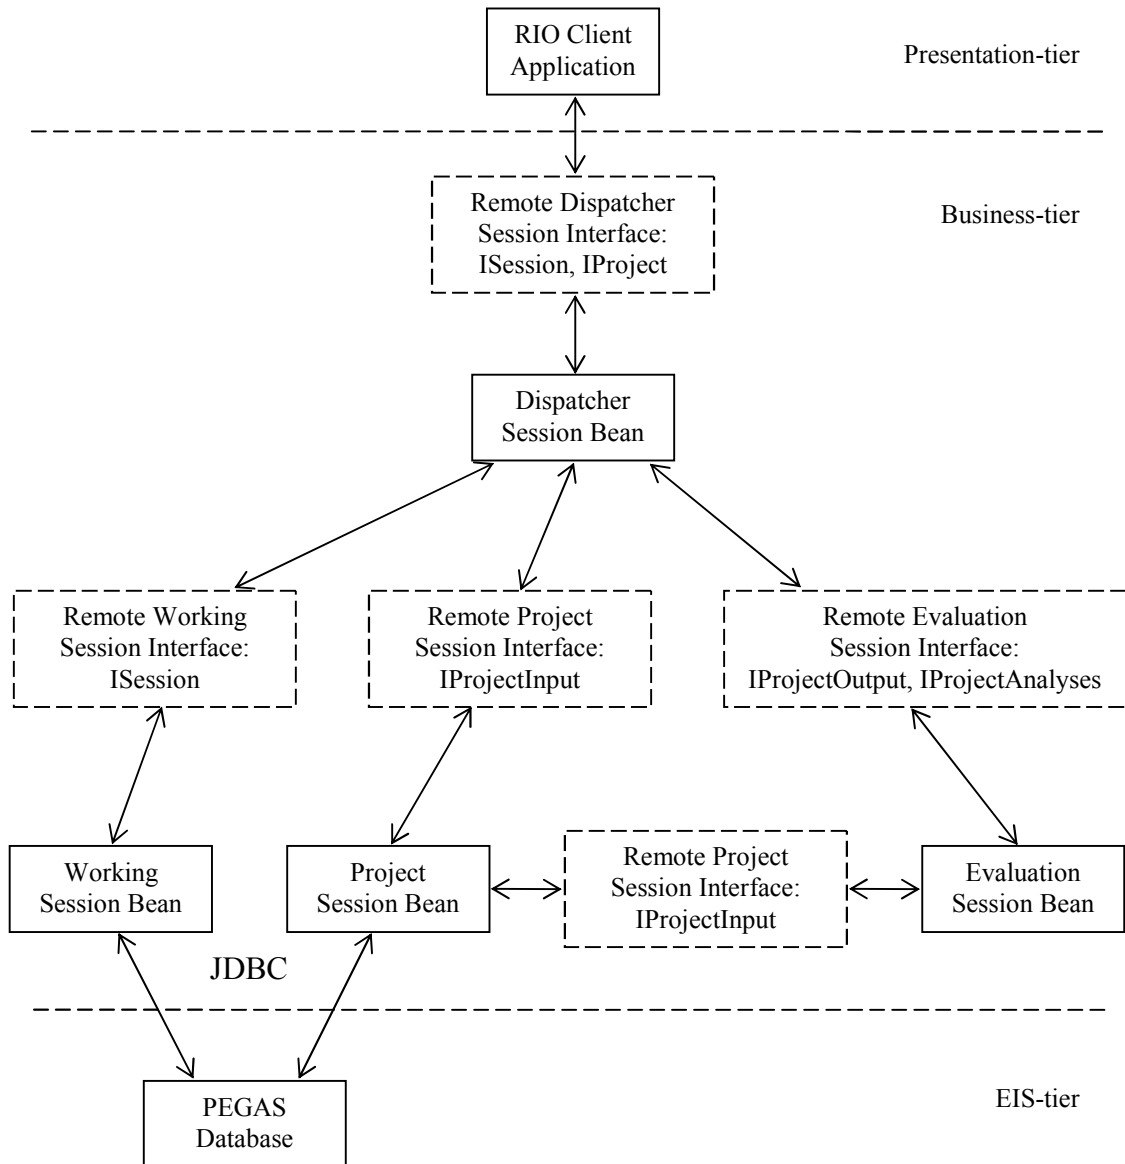 RIO Client
Application
Presentation-tier
Remote Dispatcher
Session Interface:
ISession, IProject
Business-tier
Dispatcher
Session Bean
Remote Working
Session Interface:
ISession
Remote Project
Session Interface:
IProjectInput
Remote Evaluation
Session Interface:
IProjectOutput, IProjectAnalyses
Working
Session Bean
Project
Session Bean
Remote Project
Session Interface:
IProjectInput
Evaluation
Session Bean
JDBC
PEGAS
Database
EIS-tier